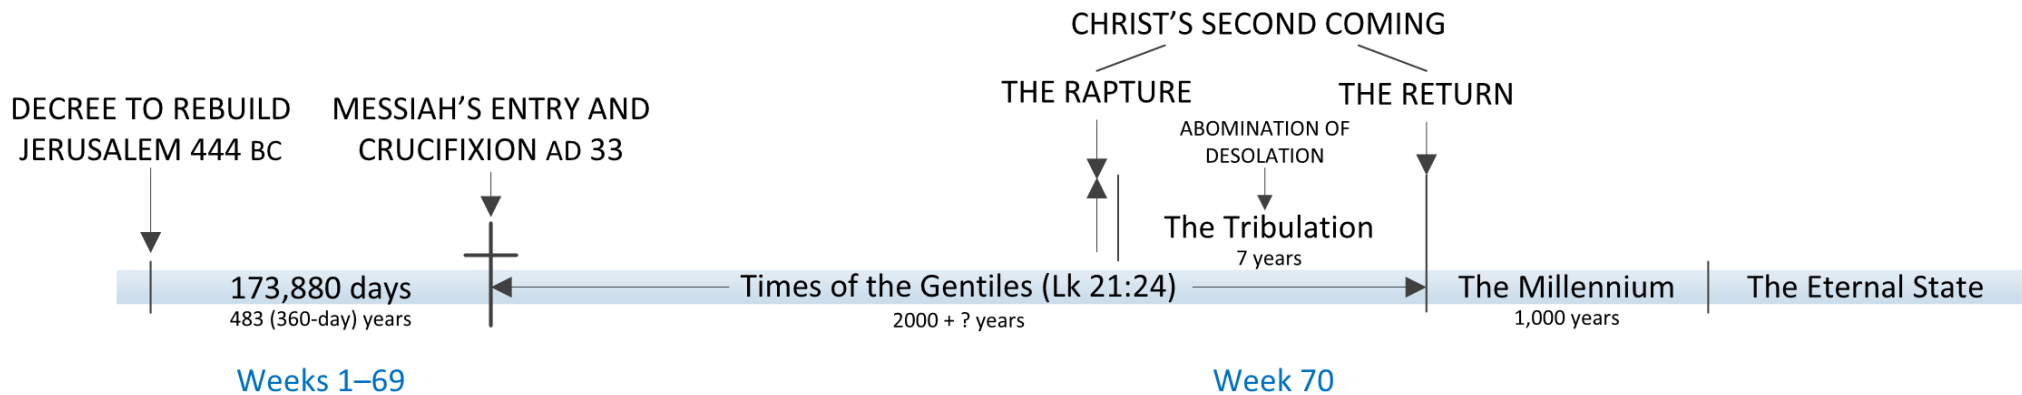 CHRIST’S SECOND COMING
THE RAPTURE
THE RETURN
DECREE TO REBUILD
JERUSALEM 444 BC
MESSIAH’S ENTRY AND
CRUCIFIXION AD 33
ABOMINATION OF
DESOLATION
The Tribulation
7 years
173,880 days
483 (360-day) years
Times of the Gentiles (Lk 21:24)
2000 + ? years
The Millennium
1,000 years
The Eternal State
Weeks 1–69
Week 70